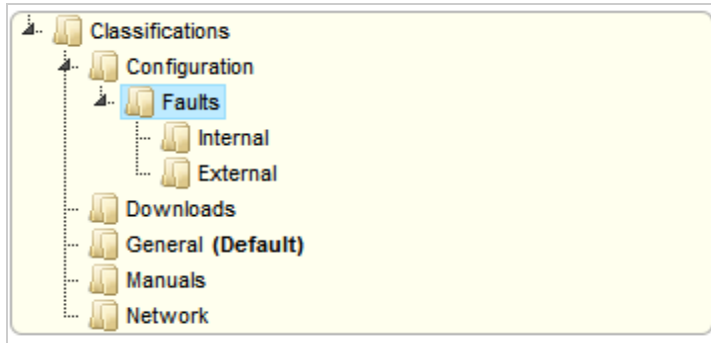 Classifications
Configuration
Faults
Internal
External
Downloads
General (Default)
Manuals
Network